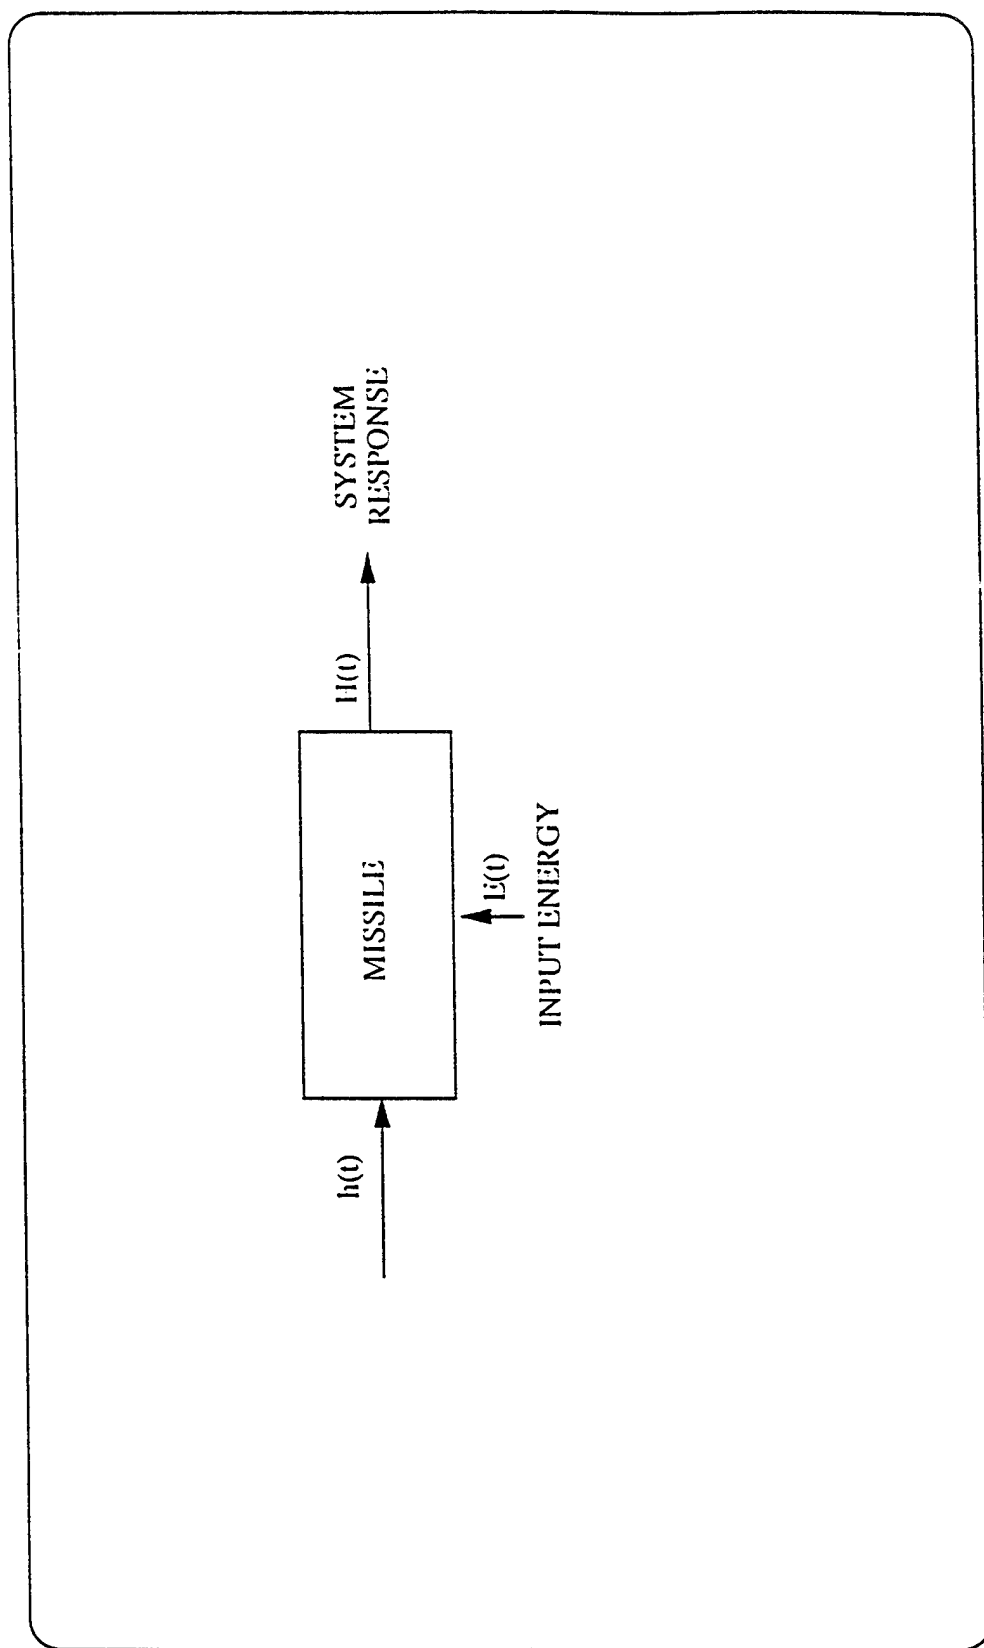 h(t)
MISSILE
H(t)
SYSTEM
RESPONSE
E(t)
INPUT ENERGY